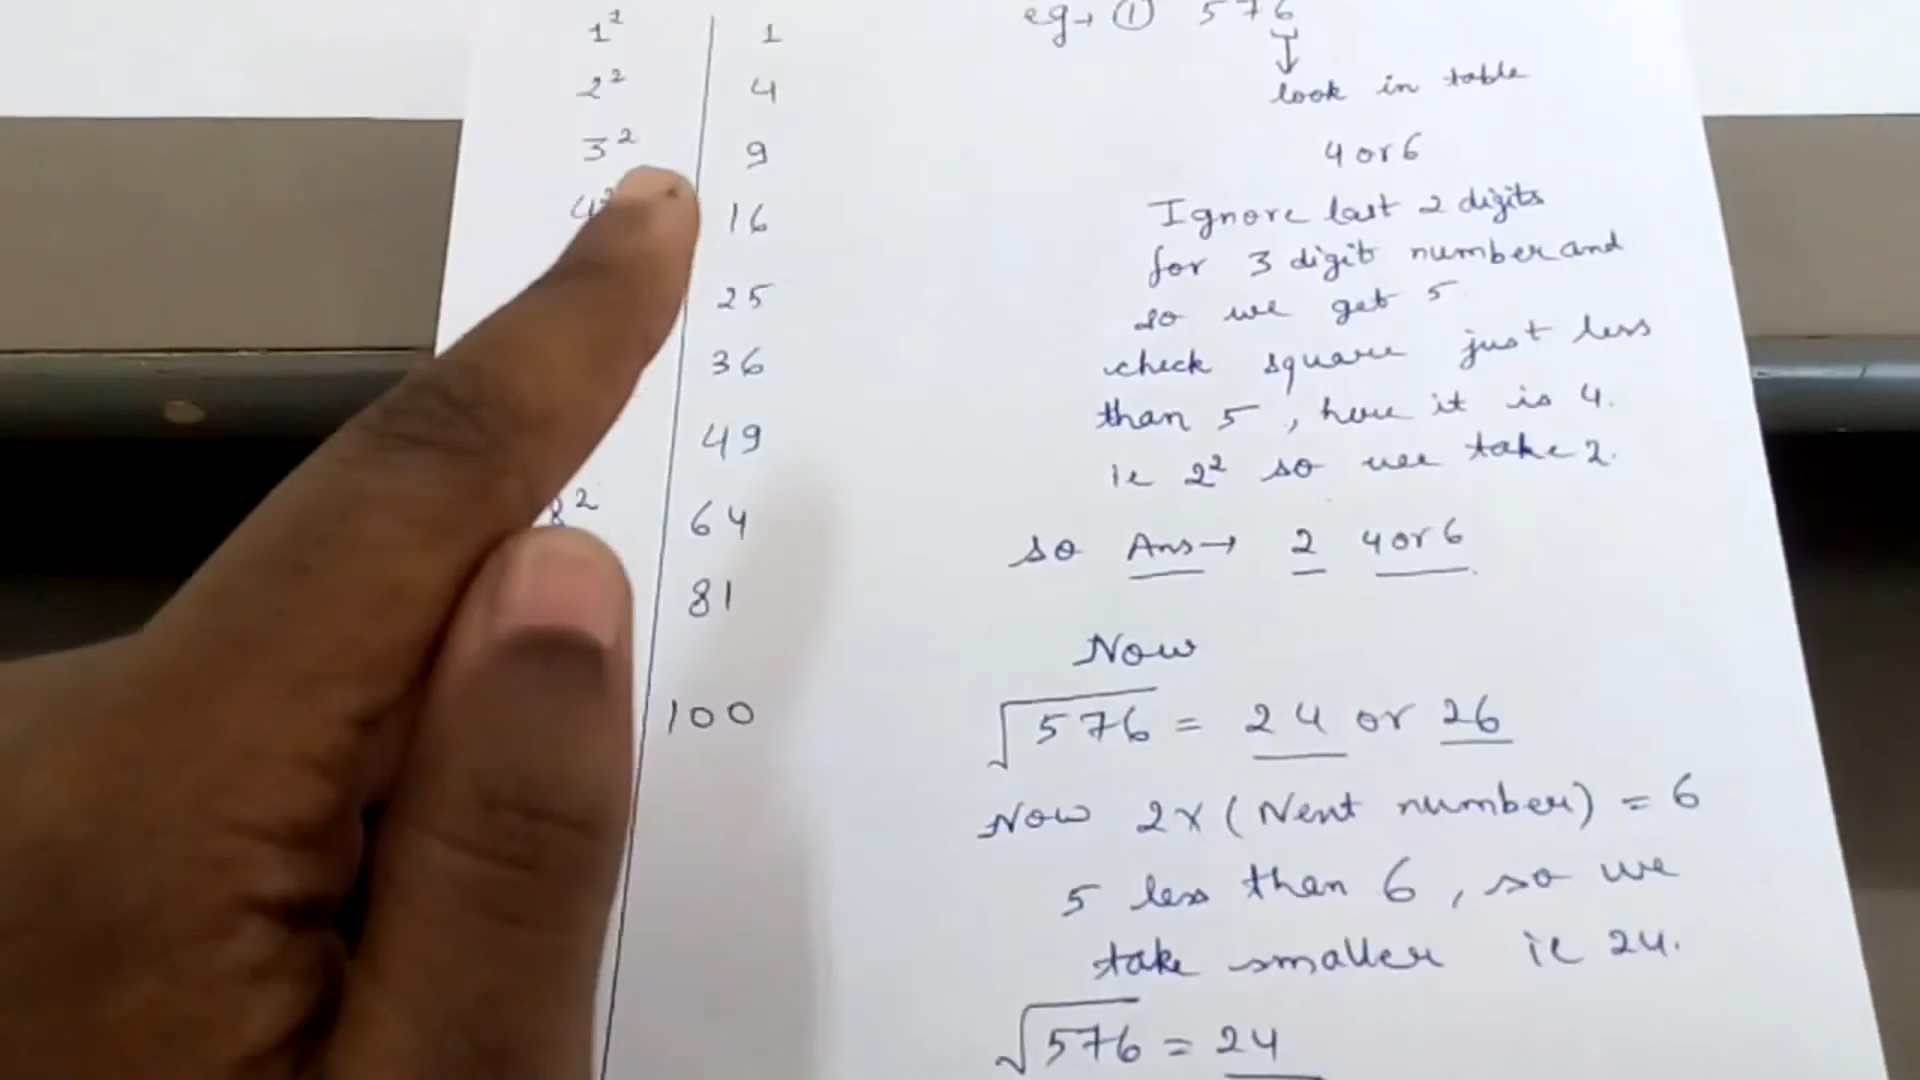 1² 1
2² 4
3² 9
4² 16
25
36
49
8² 64
81
100
eg→ ① 576
look in table
4 or 6
Ignore last 2 digits
for 3 digit number and
so we get 5
check square just less
than 5, here it is 4.
ie 2² so we take 2.
so Ans→ 2 4 or 6
Now
√576 = 24 or 26
Now 2x (Next number) = 6
5 less than 6, so we
take smaller ie 24.
√576 = 24